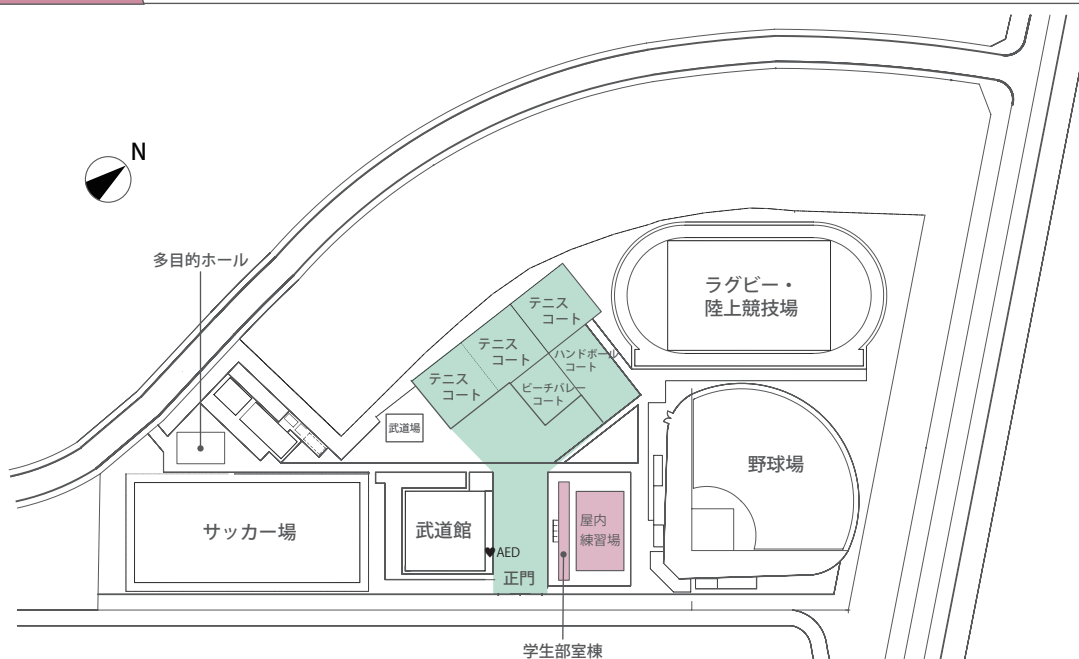 N
多目的ホール
テニス
コート
ラグビー・
陸上競技場
テニス
コート
ハンドボール
コート
テニス
コート
ビーチバレー
コート
武道場
野球場
サッカー場
武道館
屋内
練習場
♥AED
正門
学生部室棟